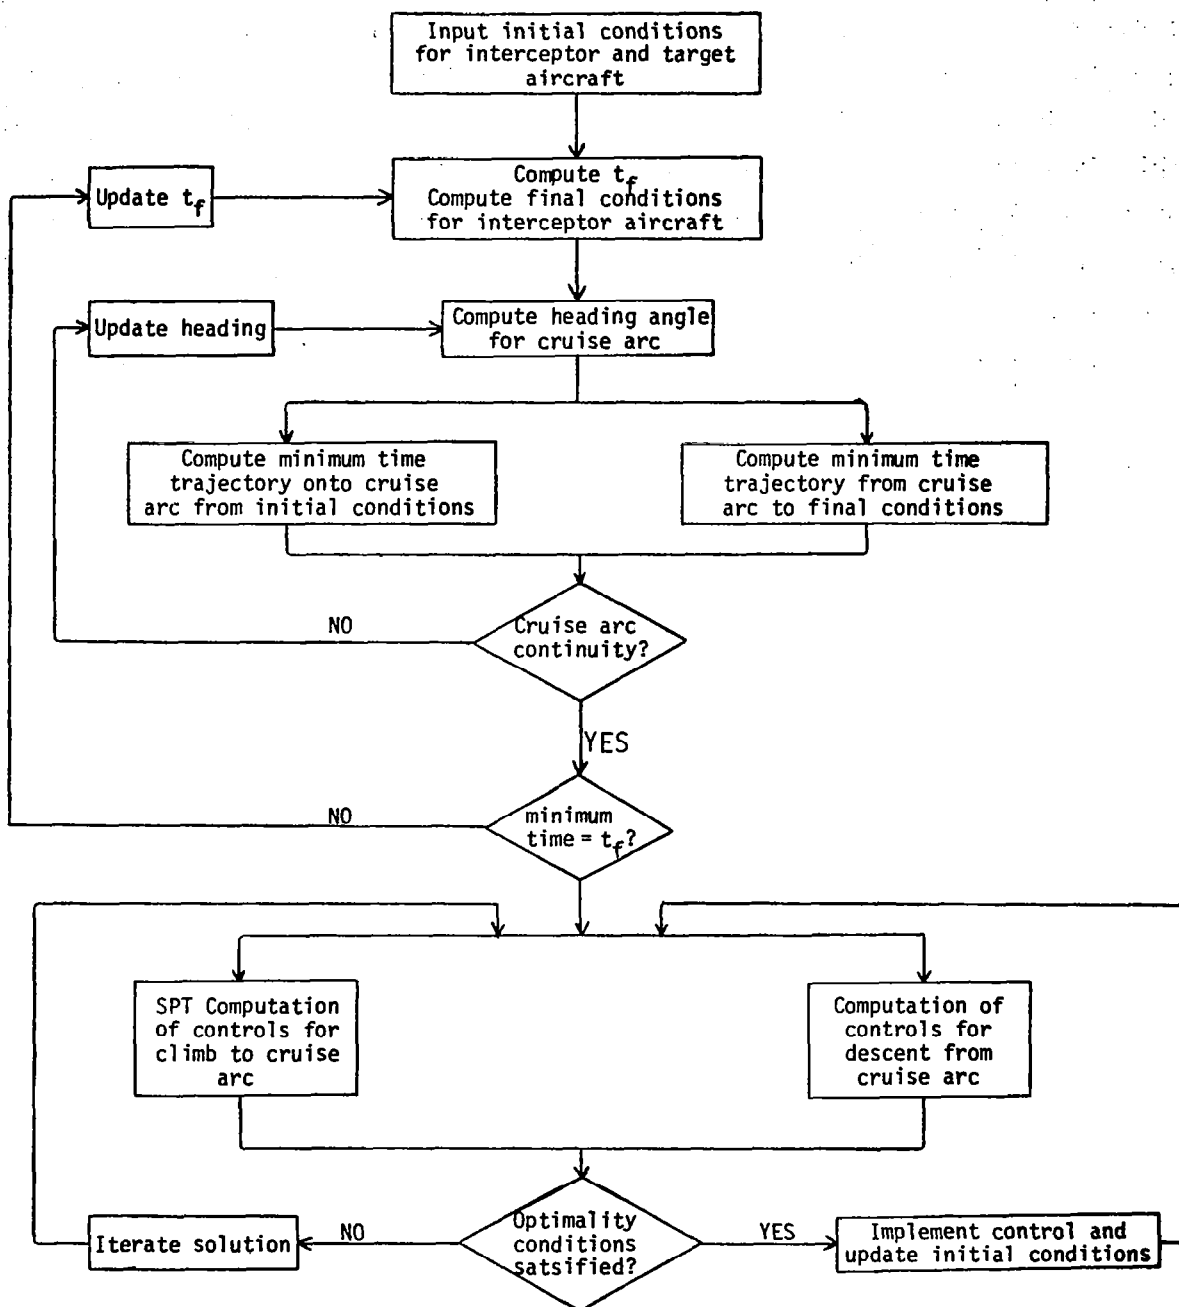 Input initial conditions
for interceptor and target
aircraft
Update t_f
Compute t_f
Compute final conditions
for interceptor aircraft
Update heading
Compute heading angle
for cruise arc
Compute minimum time
trajectory onto cruise
arc from initial conditions
Compute minimum time
trajectory from cruise
arc to final conditions
NO
Cruise arc
continuity?
YES
NO
minimum
time = t_f?
SPT Computation
of controls for
climb to cruise
arc
Computation of
controls for
descent from
cruise arc
Iterate solution
NO
Optimality
conditions
satsified?
YES
Implement control and
update initial conditions